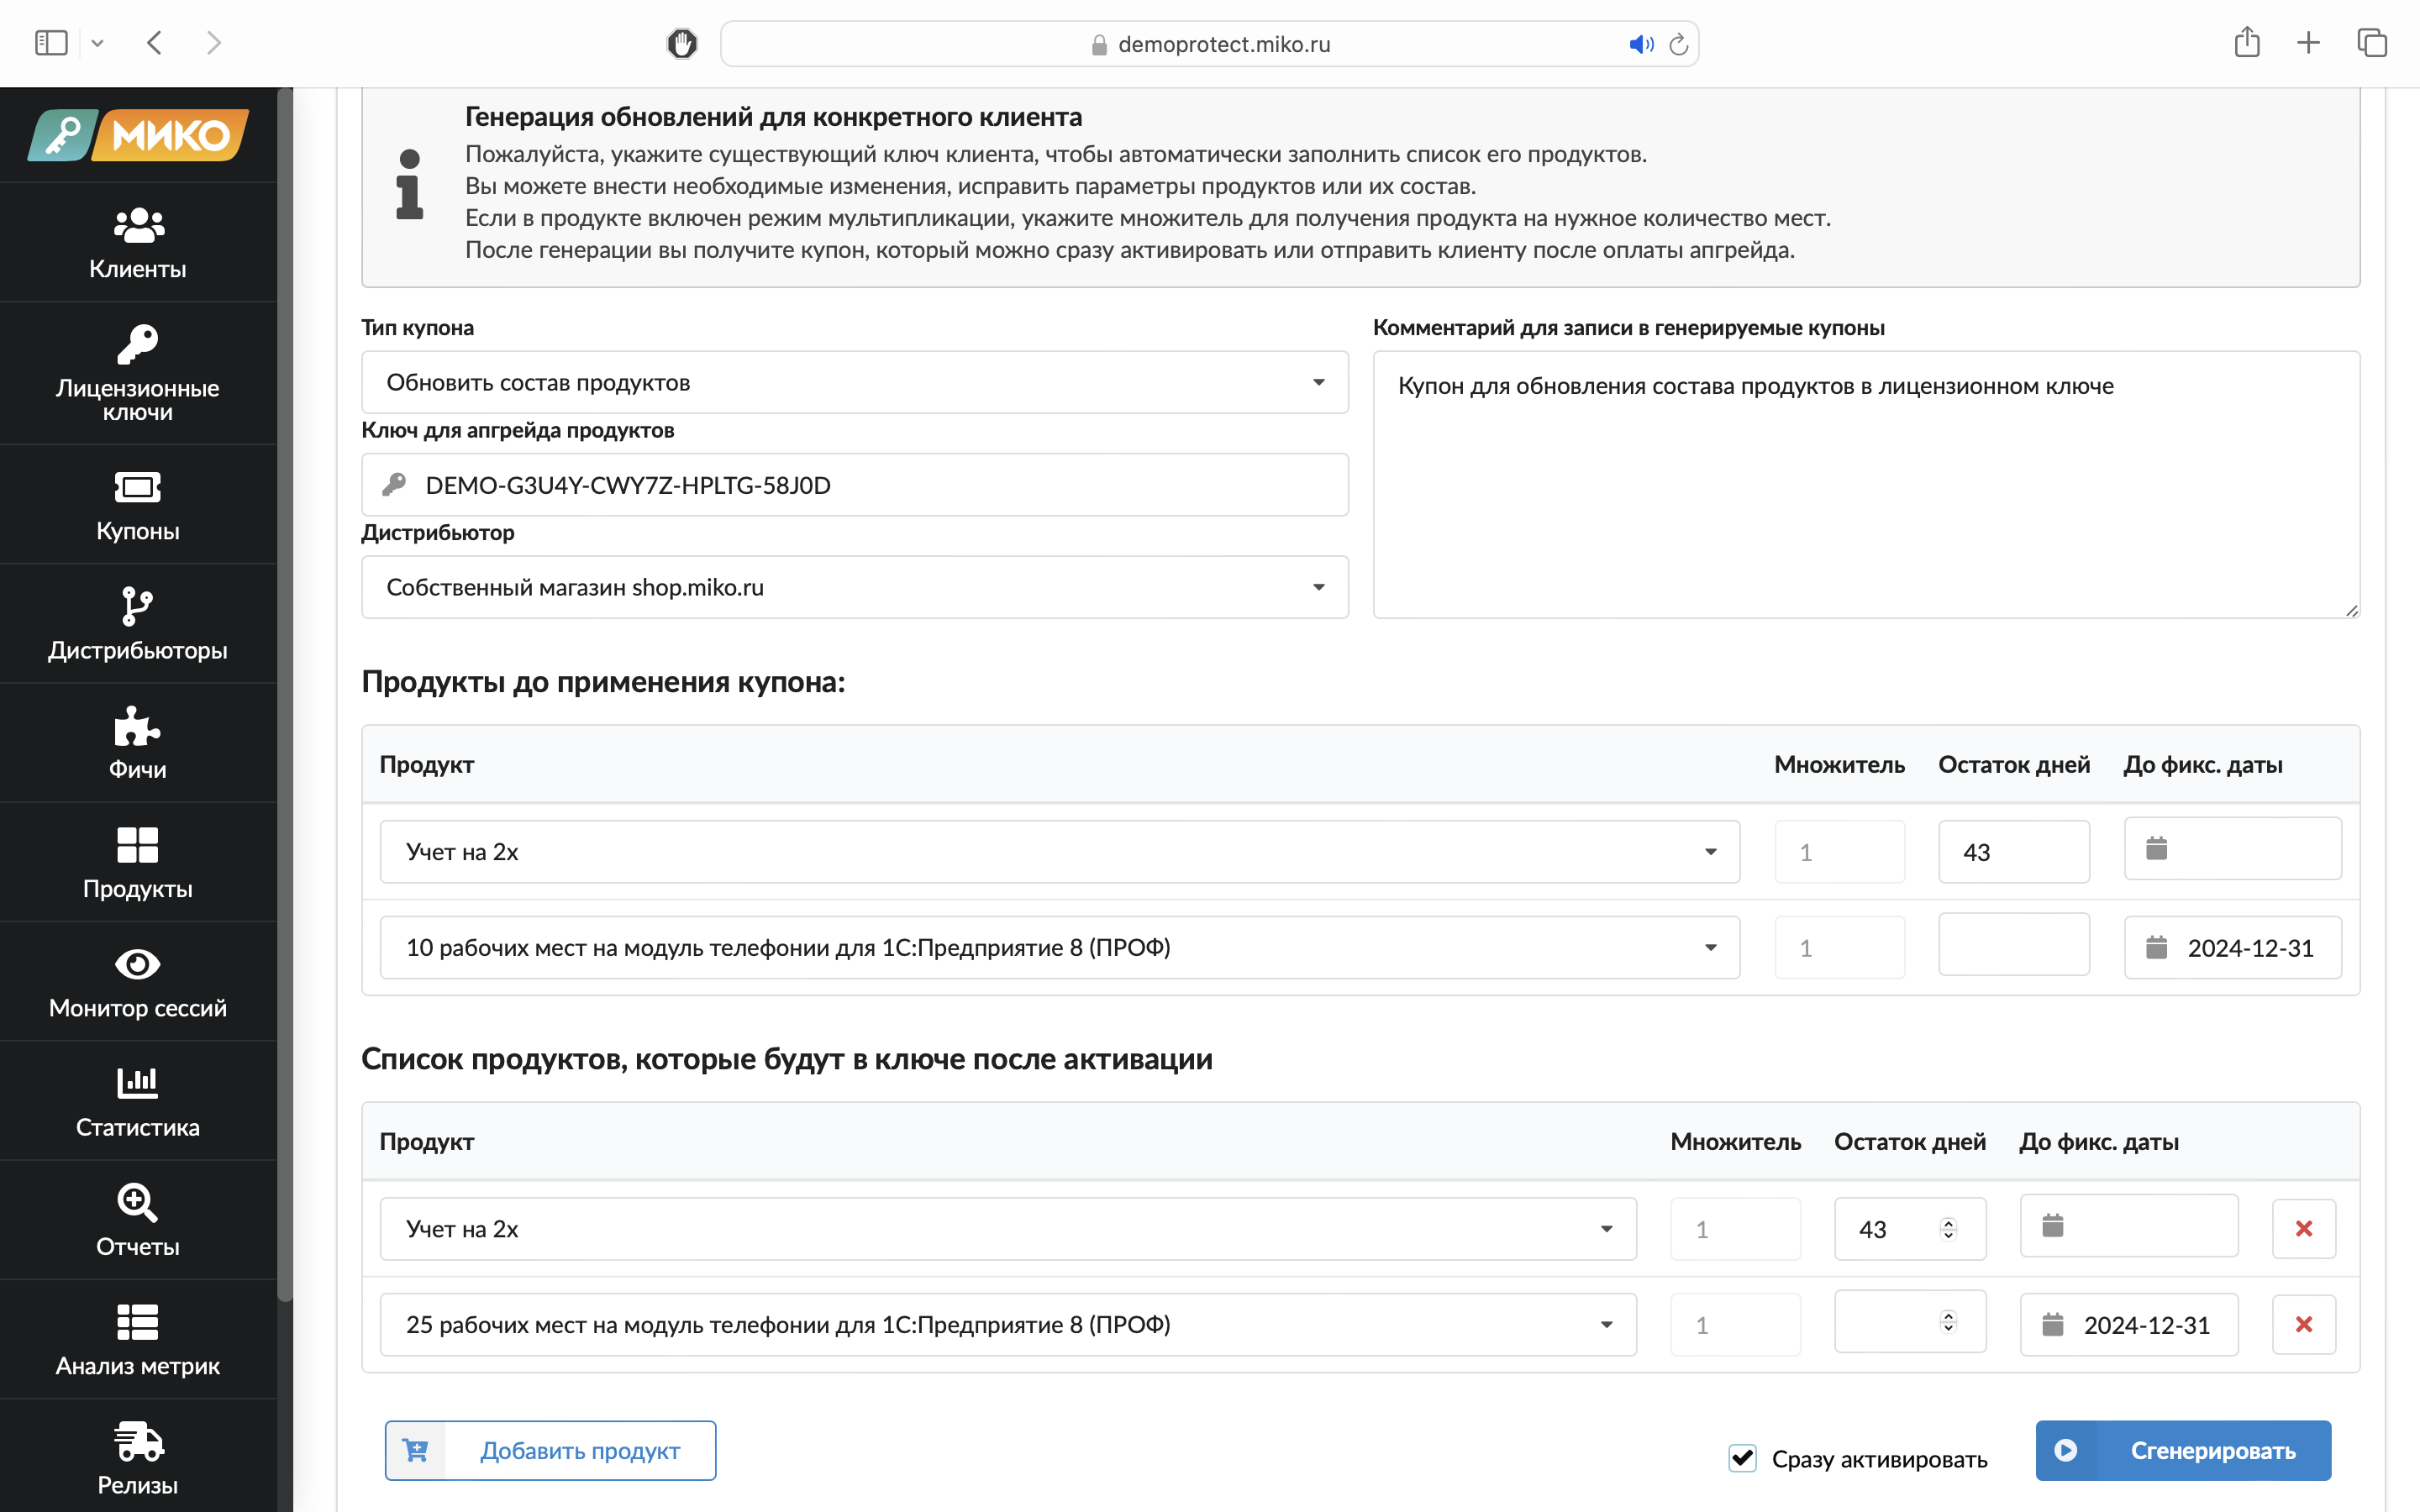 demoprotect.miko.ru
МИКО
Клиенты
Лицензионные
ключи
Купоны
Дистрибьюторы
Фичи
Продукты
Монитор сессий
Статистика
Отчеты
Анализ метрик
Релизы
Генерация обновлений для конкретного клиента
Пожалуйста, укажите существующий ключ клиента, чтобы автоматически заполнить список его продуктов.
Вы можете внести необходимые изменения, исправить параметры продуктов или их состав.
Если в продукте включен режим мультипликации, укажите множитель для получения продукта на нужное количество мест.
После генерации вы получите купон, который можно сразу активировать или отправить клиенту после оплаты апгрейда.
Тип купона
Обновить состав продуктов
Ключ для апгрейда продуктов
DEMO-G3U4Y-CWY7Z-HPLTG-58J0D
Дистрибьютор
Собственный магазин shop.miko.ru
Комментарий для записи в генерируемые купоны
Купон для обновления состава продуктов в лицензионном ключе
Продукты до применения купона:
Продукт Множитель Остаток дней До фикс. даты
Учет на 2х 1 43
10 рабочих мест на модуль телефонии для 1С:Предприятие 8 (ПРОФ) 1 2024-12-31
Список продуктов, которые будут в ключе после активации
Продукт Множитель Остаток дней До фикс. даты
Учет на 2х 1 43
25 рабочих мест на модуль телефонии для 1С:Предприятие 8 (ПРОФ) 1 2024-12-31
Добавить продукт
Сразу активировать
Сгенерировать